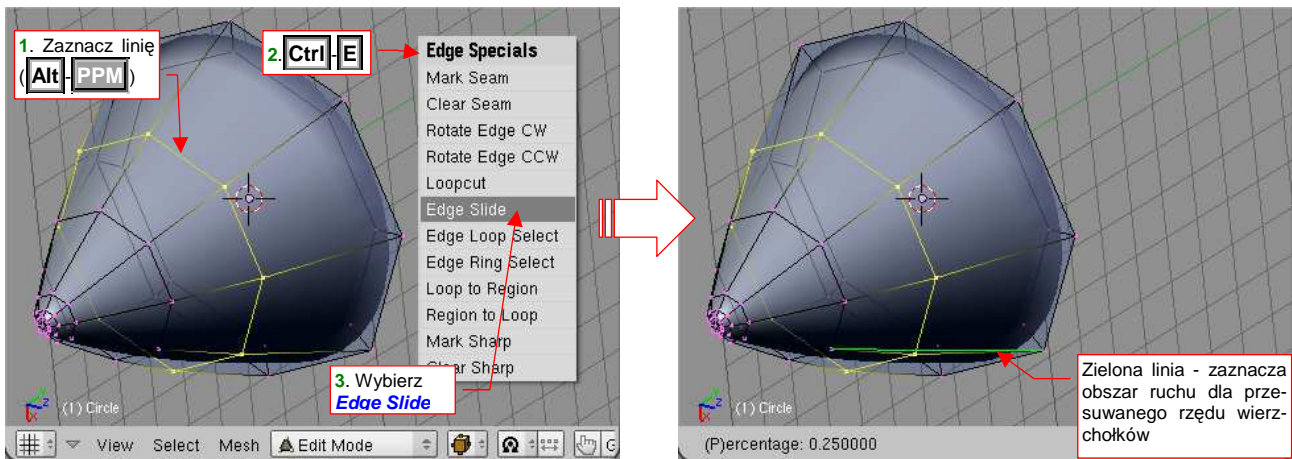 1. Zaznacz linię
(Alt-PPM)
2. Ctrl-E
Edge Specials
Mark Seam
Clear Seam
Rotate Edge CW
Rotate Edge CCW
Loopcut
Edge Slide
Edge Loop Select
Edge Ring Select
Loop to Region
Region to Loop
Mark Sharp
Clear Sharp
3. Wybierz
Edge Slide
(1) Circle
View Select Mesh Edit Mode G
Zielona linia - zaznacza
obszar ruchu dla prze-
suwanego rzędu wierz-
chołków
(1) Circle
(P)ercentage: 0.250000